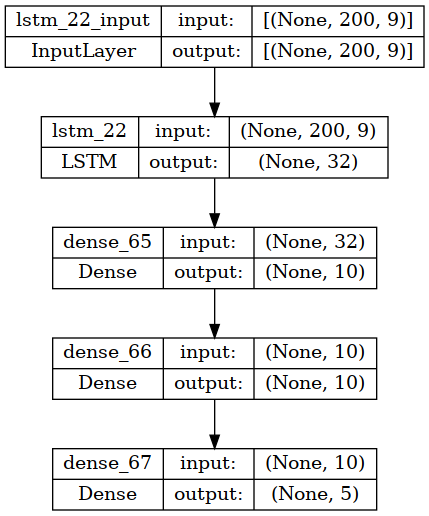 lstm_22_input input: [(None, 200, 9)]
InputLayer output: [(None, 200, 9)]
lstm_22 input: (None, 200, 9)
LSTM output: (None, 32)
dense_65 input: (None, 32)
Dense output: (None, 10)
dense_66 input: (None, 10)
Dense output: (None, 10)
dense_67 input: (None, 10)
Dense output: (None, 5)